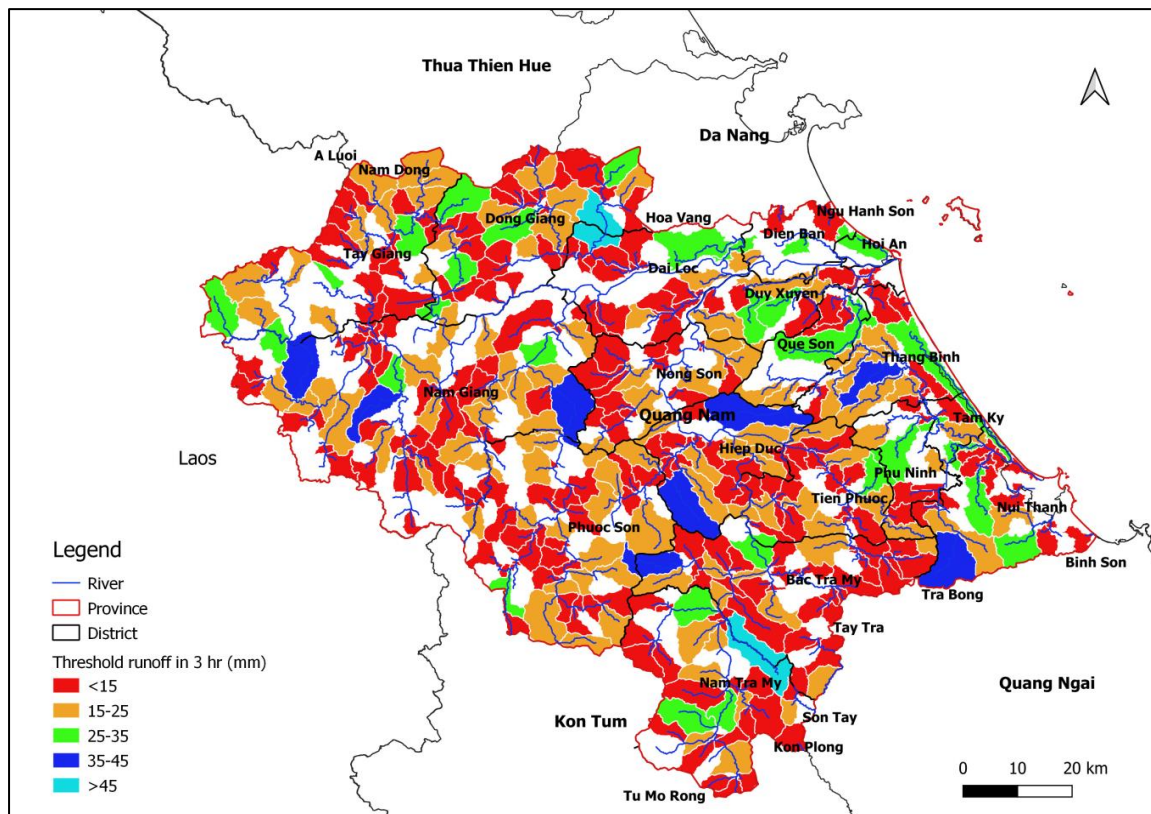 Thua Thien Hue
Da Nang
A Luoi
Nam Dong
Dong Giang
Hoa Vang
Ngu Hanh Son
Dien Ban
Hoi An
Tay Giang
Dai Loc
Duy Xuyen
Que Son
Thang Binh
Nong Son
Nam Giang
Quang Nam
Tam Ky
Laos
Hiep Duc
Phu Ninh
Tien Phuoc
Nui Thanh
Phuoc Son
Binh Son
Bac Tra My
Tra Bong
Tay Tra
Nam Tra My
Quang Ngai
Kon Tum
Son Tay
Kon Plong
Tu Mo Rong
Legend
River
Province
District
Threshold runoff in 3 hr (mm)
<15
15-25
25-35
35-45
>45
0 10 20 km